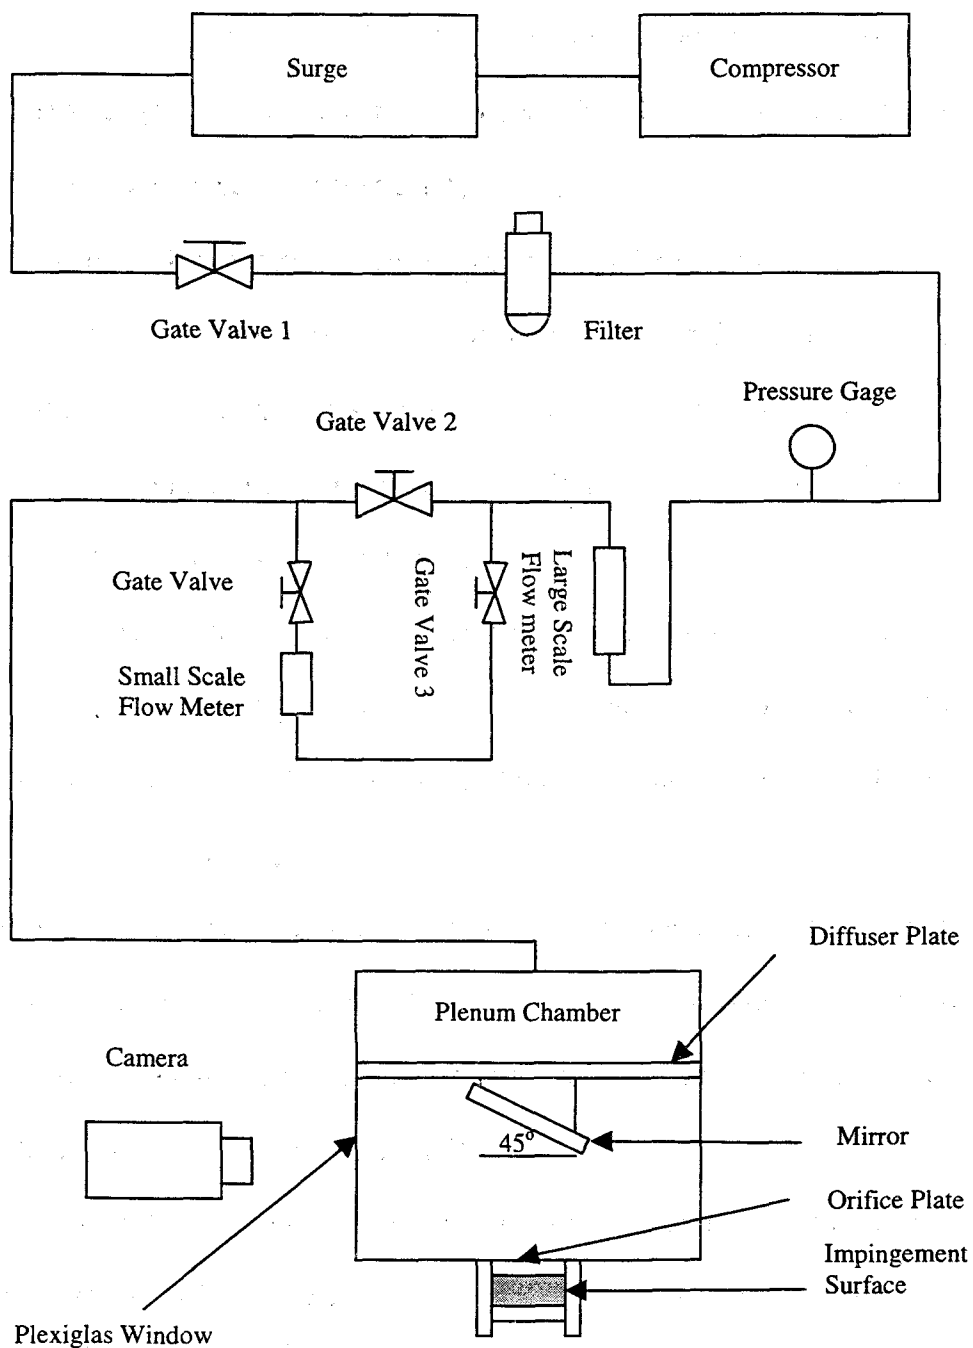 Surge
Compressor
Gate Valve 1
Filter
Pressure Gage
Gate Valve 2
Gate Valve
Gate Valve 3
Large Scale
Flow meter
Small Scale
Flow Meter
Diffuser Plate
Plenum Chamber
Camera
45°
Mirror
Orifice Plate
Impingement
Surface
Plexiglas Window